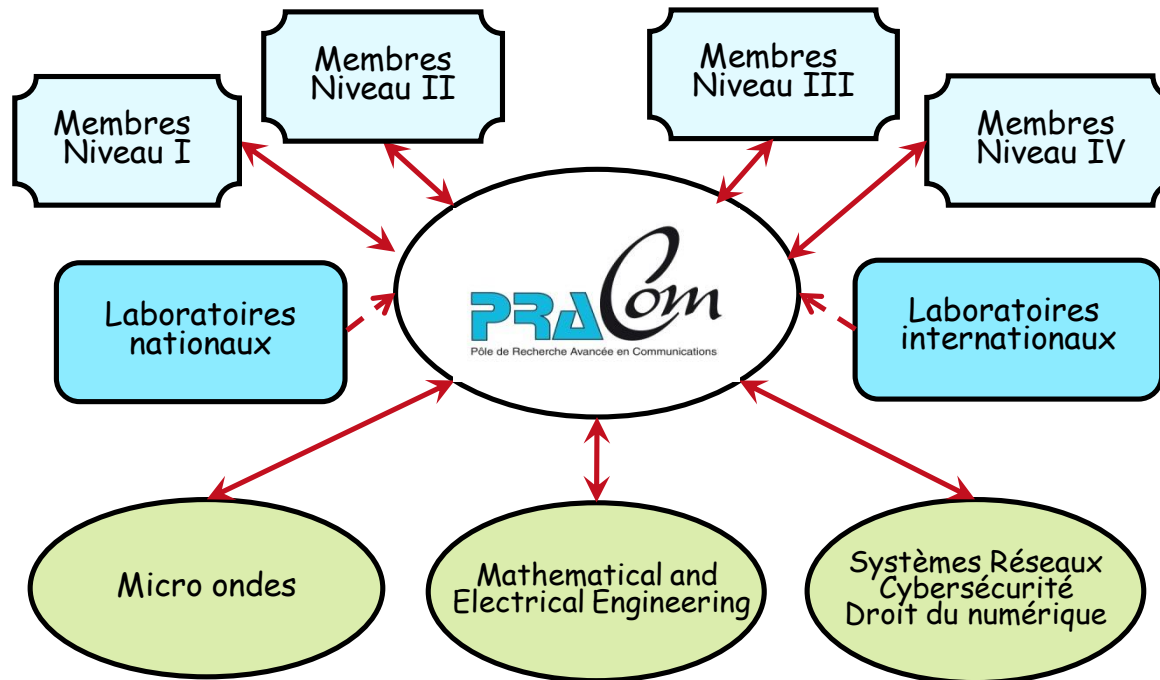 Membres
Niveau I
Membres
Niveau II
Membres
Niveau III
Membres
Niveau IV
Laboratoires
nationaux
PRACom
Pôle de Recherche Avancée en Communications
Laboratoires
internationaux
Micro ondes
Mathematical and
Electrical Engineering
Systèmes Réseaux
Cybersécurité
Droit du numérique